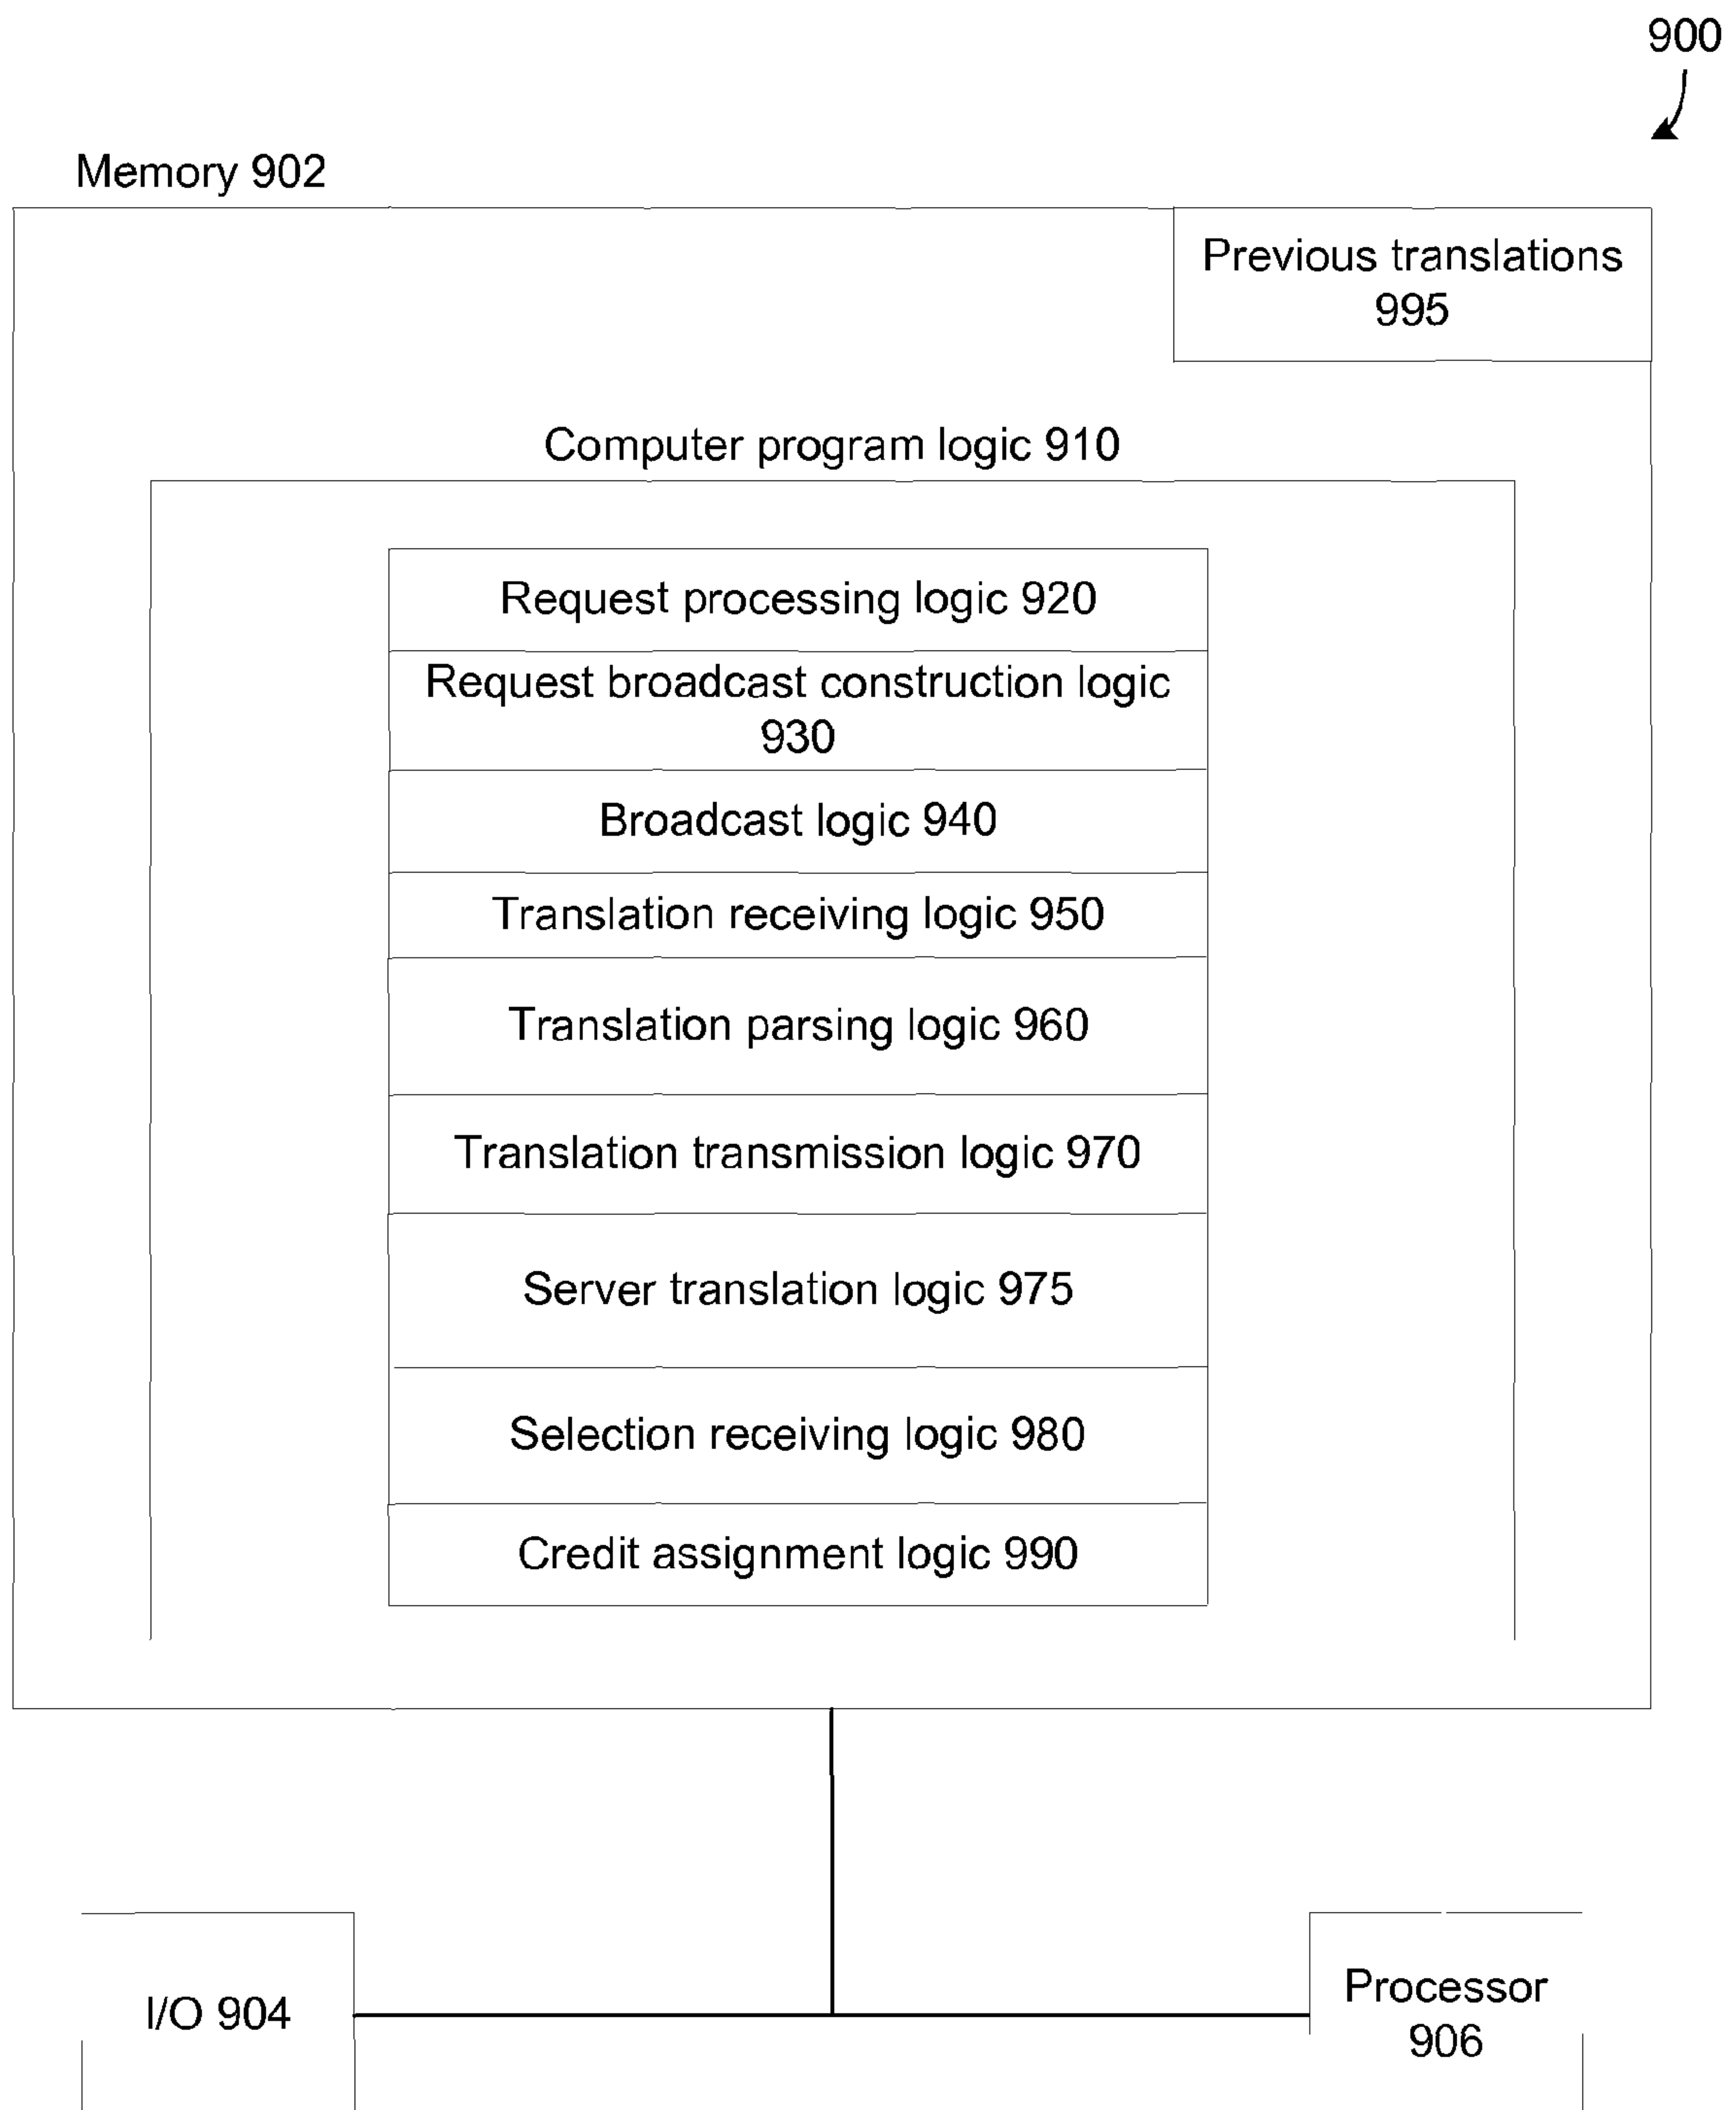 900
Memory 902
Previous translations
995
Computer program logic 910
Request processing logic 920
Request broadcast construction logic
930
Broadcast logic 940
Translation receiving logic 950
Translation parsing logic 960
Translation transmission logic 970
Server translation logic 975
Selection receiving logic 980
Credit assignment logic 990
I/O 904
Processor
906